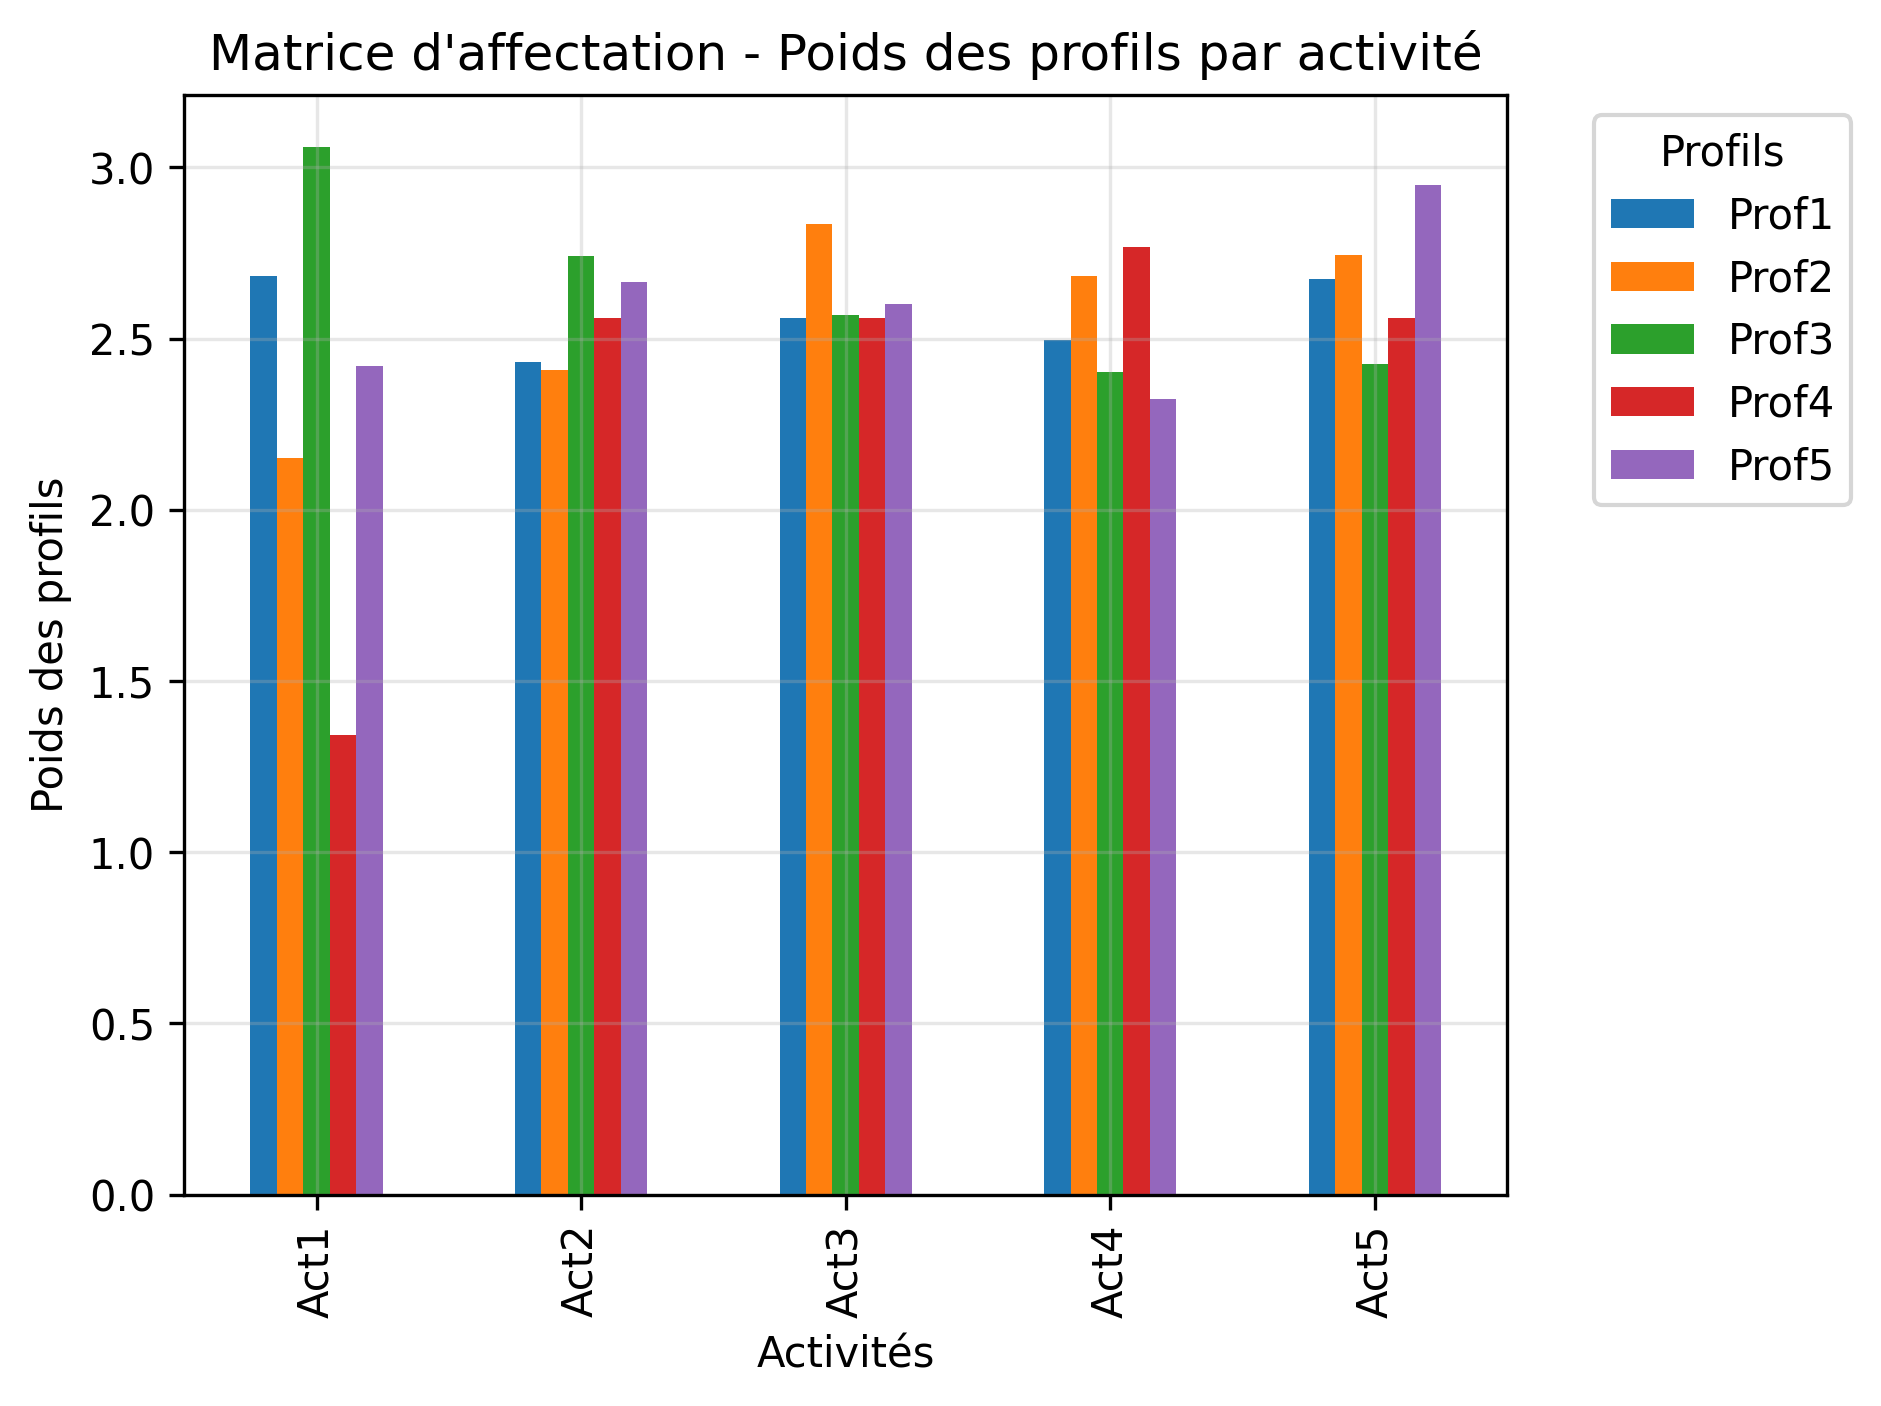 Matrice d'affectation - Poids des profils par activité
Profils
Prof1
Prof2
Prof3
Prof4
Prof5
Poids des profils
3.0
2.5
2.0
1.5
1.0
0.5
0.0
Act1
Act2
Act3
Act4
Act5
Activités